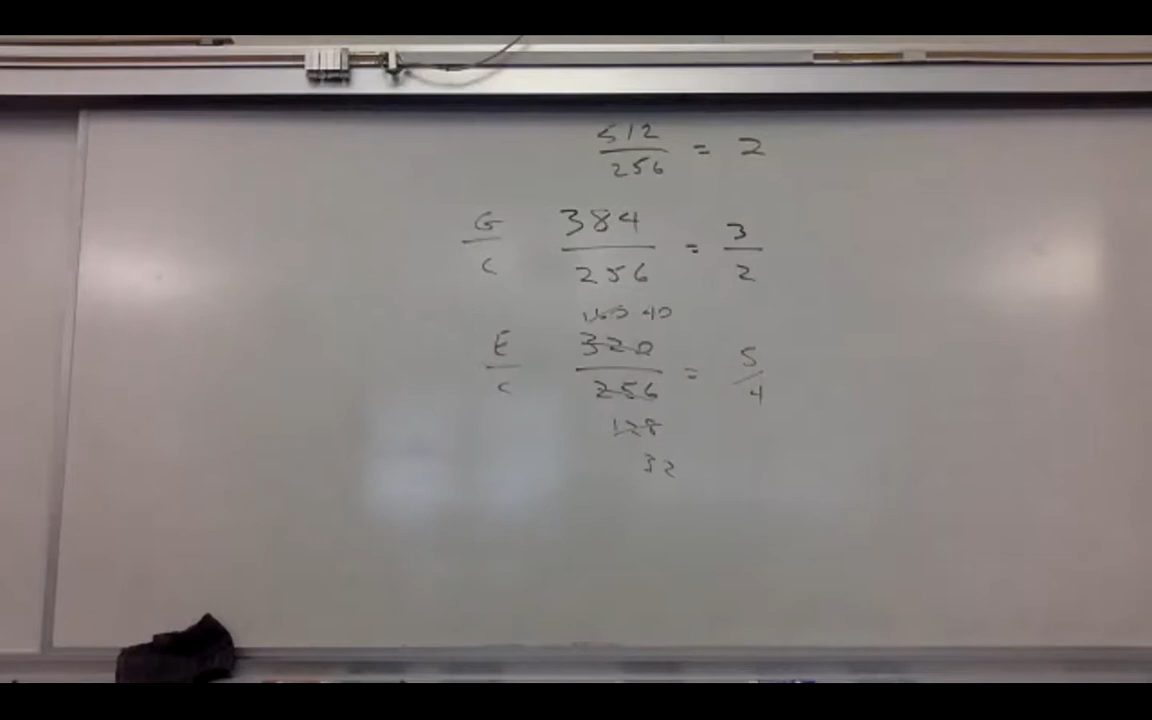 512
256 = 2
G 384 3
C 256 = 2
160 40
E 320 5
C 256 = 4
128
32